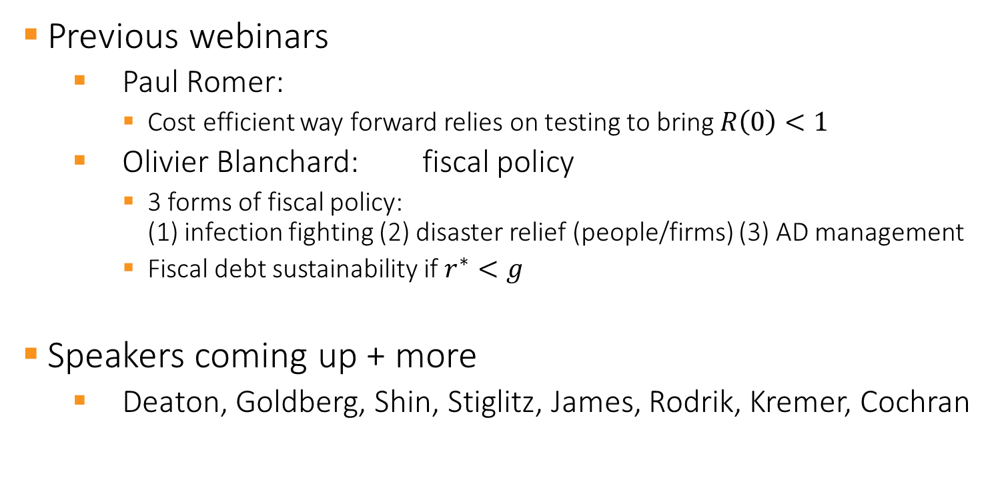 Previous webinars
Paul Romer:
Cost efficient way forward relies on testing to bring R(0) < 1
Olivier Blanchard: fiscal policy
3 forms of fiscal policy:
(1) infection fighting (2) disaster relief (people/firms) (3) AD management
Fiscal debt sustainability if r* < g
Speakers coming up + more
Deaton, Goldberg, Shin, Stiglitz, James, Rodrik, Kremer, Cochran